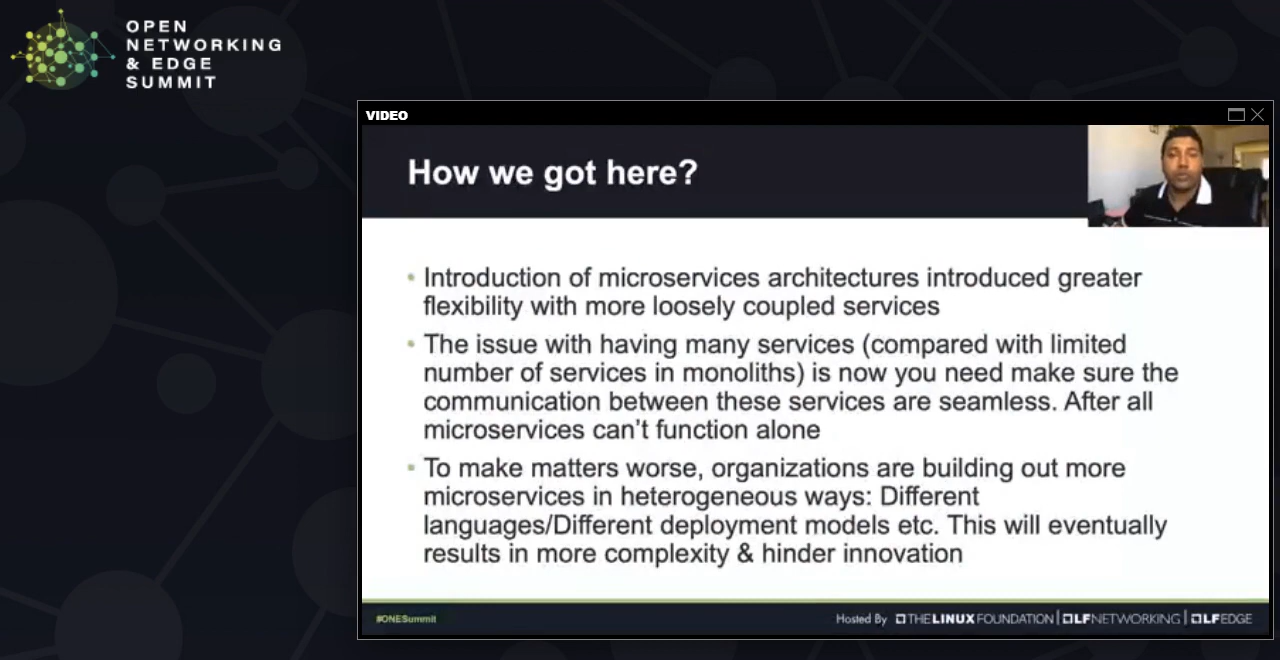 OPEN
NETWORKING
& EDGE
SUMMIT
VIDEO
How we got here?
• Introduction of microservices architectures introduced greater
flexibility with more loosely coupled services
• The issue with having many services (compared with limited
number of services in monoliths) is now you need make sure the
communication between these services are seamless. After all
microservices can't function alone
• To make matters worse, organizations are building out more
microservices in heterogeneous ways: Different
languages/Different deployment models etc. This will eventually
results in more complexity & hinder innovation
#ONESummit
Hosted By THE LINUX FOUNDATION | LF NETWORKING | LF EDGE